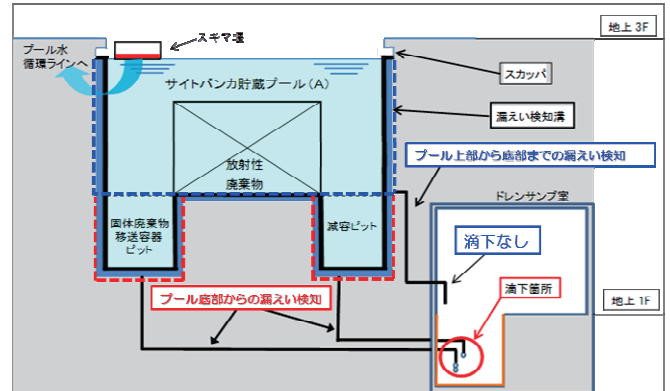 地上3F
スキマ堰
プール水
循環ラインへ
スカッパ
サイトバンカ貯蔵プール(A)
漏えい検知溝
プール上部から底部までの漏えい検知
放射性
廃棄物
ドレンサンプ室
固体廃棄物
移送容器
ピット
減容ピット
滴下なし
滴下箇所
プール底部からの漏えい検知
地上1F